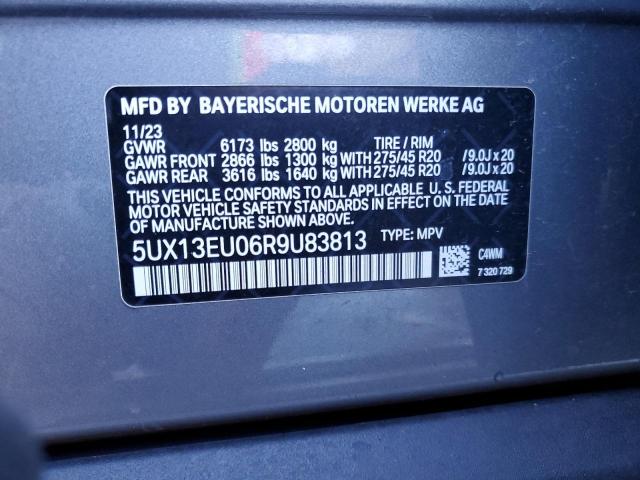 MFD BY BAYERISCHE MOTOREN WERKE AG
11/23
GVWR 6173 lbs 2800 kg TIRE / RIM
GAWR FRONT 2866 lbs 1300 kg WITH 275/45 R20 / 9.0J x 20
GAWR REAR 3616 lbs 1640 kg WITH 275/45 R20 / 9.0J x 20
THIS VEHICLE CONFORMS TO ALL APPLICABLE U.S. FEDERAL
MOTOR VEHICLE SAFETY STANDARDS IN EFFECT ON THE DATE
OF MANUFACTURE SHOWN ABOVE.
5UX13EU06R9U83813 TYPE: MPV
C4WM
7 320 729